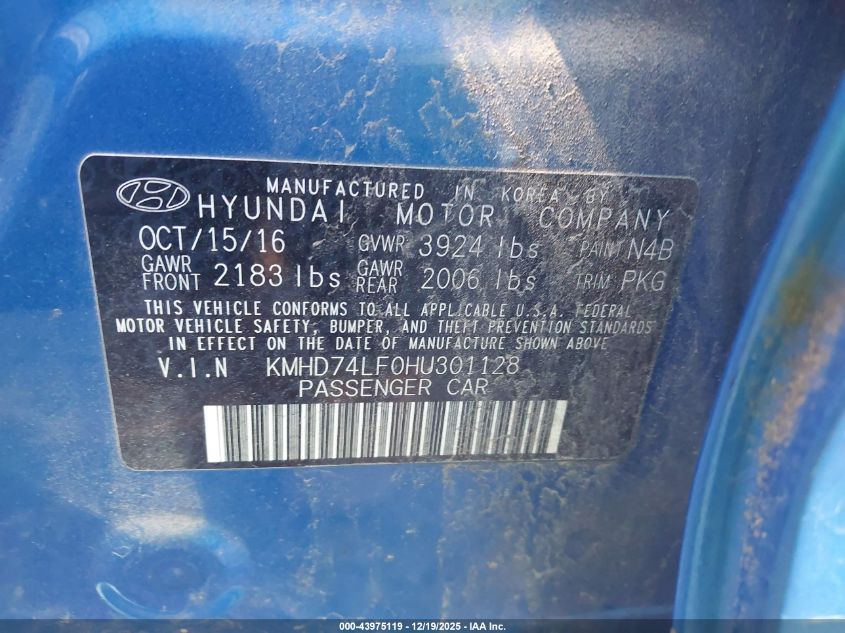 MANUFACTURED IN KOREA BY
HYUNDAI MOTOR COMPANY
OCT/15/16 GVWR 3924 lbs PAINT N4B
GAWR FRONT 2183 lbs GAWR REAR 2006 lbs TRIM PKG
THIS VEHICLE CONFORMS TO ALL APPLICABLE U.S.A. FEDERAL
MOTOR VEHICLE SAFETY, BUMPER, AND THEFT PREVENTION STANDARDS
IN EFFECT ON THE DATE OF MANUFACTURE SHOWN ABOVE
V.I.N KMHD74LF0HU301128
PASSENGER CAR
000-43975119 - 12/19/2025 - IAA Inc.